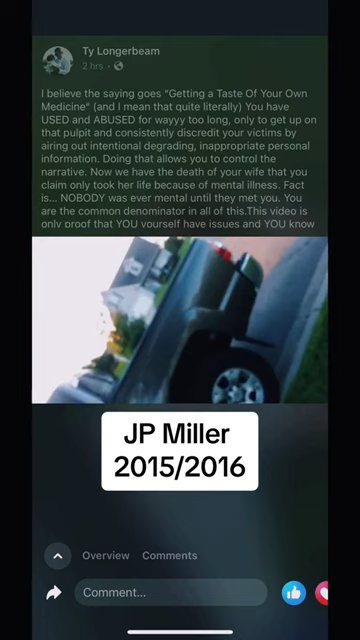 Ty Longerbeam
2 hrs •
I believe the saying goes "Getting a Taste Of Your Own
Medicine" (and I mean that quite literally) You have
USED and ABUSED for wayyy too long, only to get up on
that pulpit and consistently discredit your victims by
airing out intentional degrading, inappropriate personal
information. Doing that allows you to control the
narrative. Now we have the death of your wife that you
claim only took her life because of mental illness. Fact
is... NOBODY was ever mental until they met you. You
are the common denominator in all of this.This video is
only proof that YOU yourself have issues and YOU know
JP Miller
2015/2016
Overview Comments
Comment...